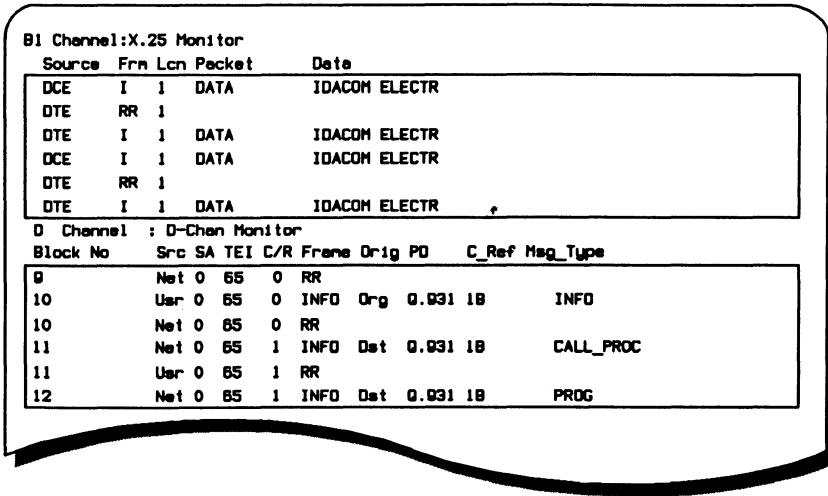 B1 Channel:X.25 Monitor
Source Frm Lcn Packet Data
DCE I 1 DATA IDACOM ELECTR
DTE RR 1
DTE I 1 DATA IDACOM ELECTR
DCE I 1 DATA IDACOM ELECTR
DTE RR 1
DTE I 1 DATA IDACOM ELECTR
D Channel : D-Chan Monitor
Block No Src SA TEI C/R Frame Orig PD C_Ref Msg_Type
9 Net 0 65 0 RR
10 Usr 0 65 0 INFO Org Q.931 1B INFO
10 Net 0 65 0 RR
11 Net 0 65 1 INFO Dst Q.931 1B CALL_PROC
11 Usr 0 65 1 RR
12 Net 0 65 1 INFO Dst Q.931 1B PROG